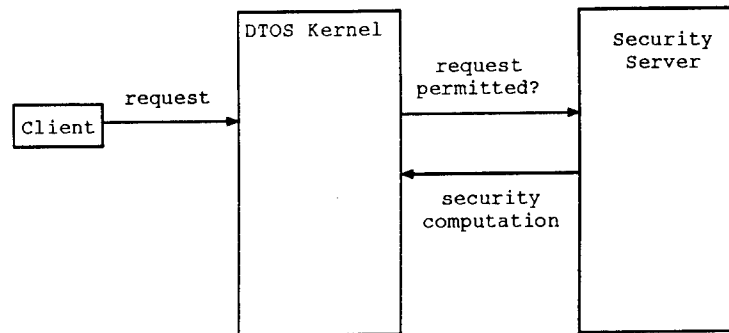 DTOS Kernel
Security
Server
request
permitted?
request
Client
security
computation